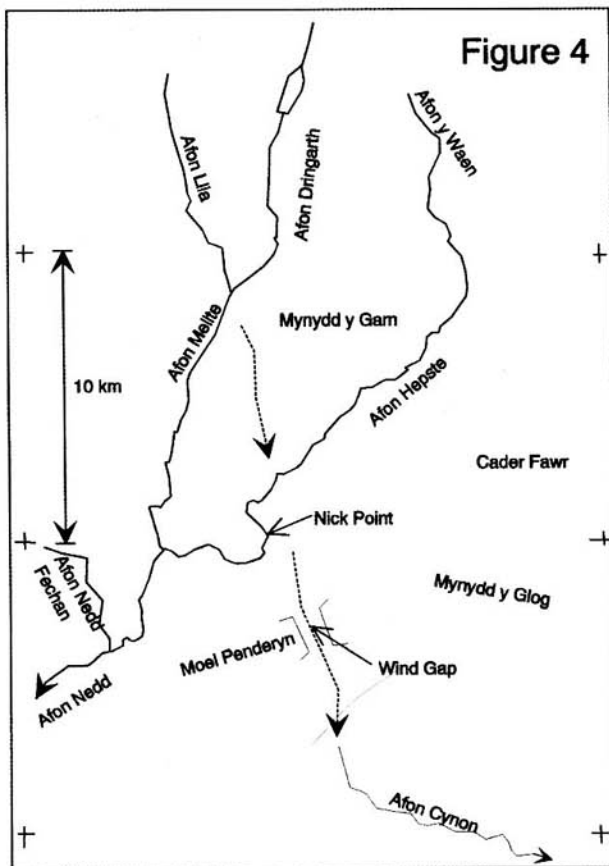 Figure 4
Afon Llia
Afon Dringarth
Afon y Waen
Afon Mellte
Mynydd y Garn
10 km
Afon Hepste
Cader Fawr
Nick Point
Afon Nedd
Fechan
Mynydd y Glog
Moel Penderyn
Wind Gap
Afon Nedd
Afon Cynon